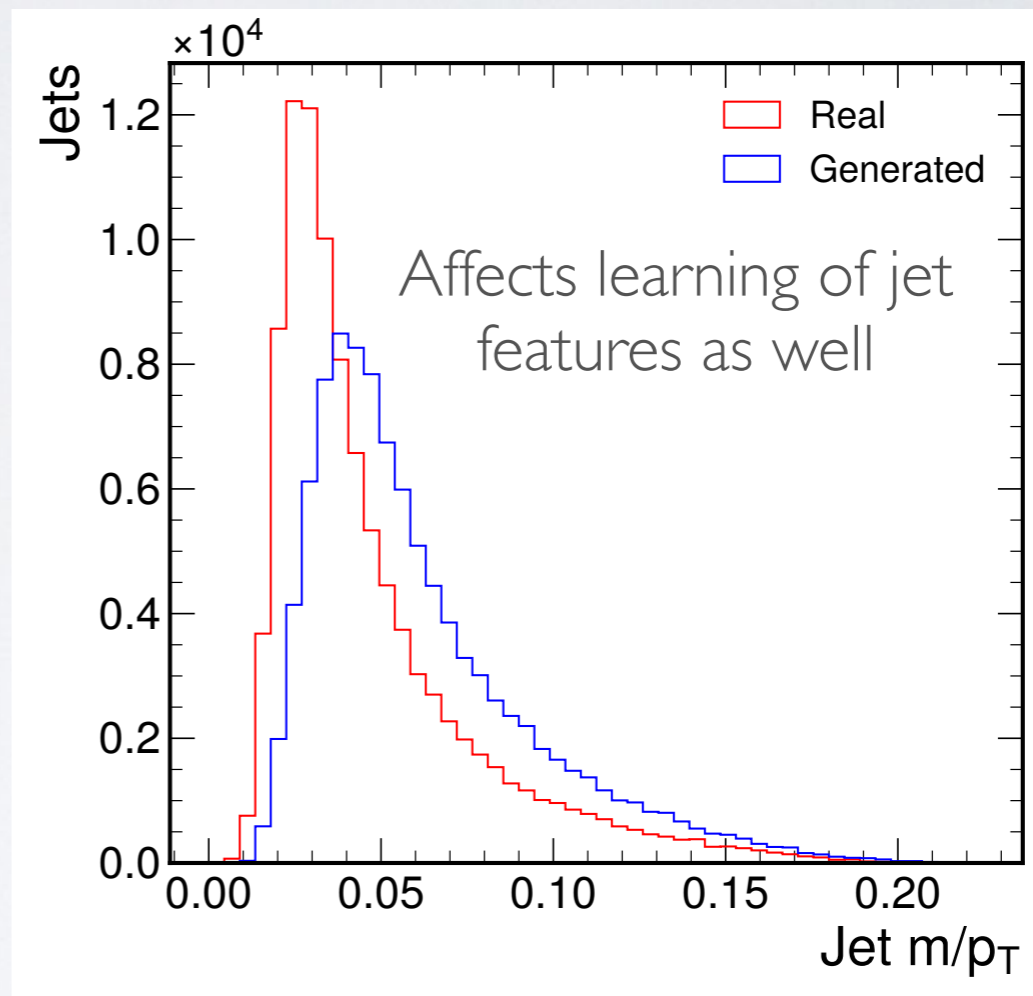 ×10⁴
Jets
1.2
1.0
0.8
0.6
0.4
0.2
0.0
Real
Generated
Affects learning of jet
features as well
0.00 0.05 0.10 0.15 0.20
Jet m/pT